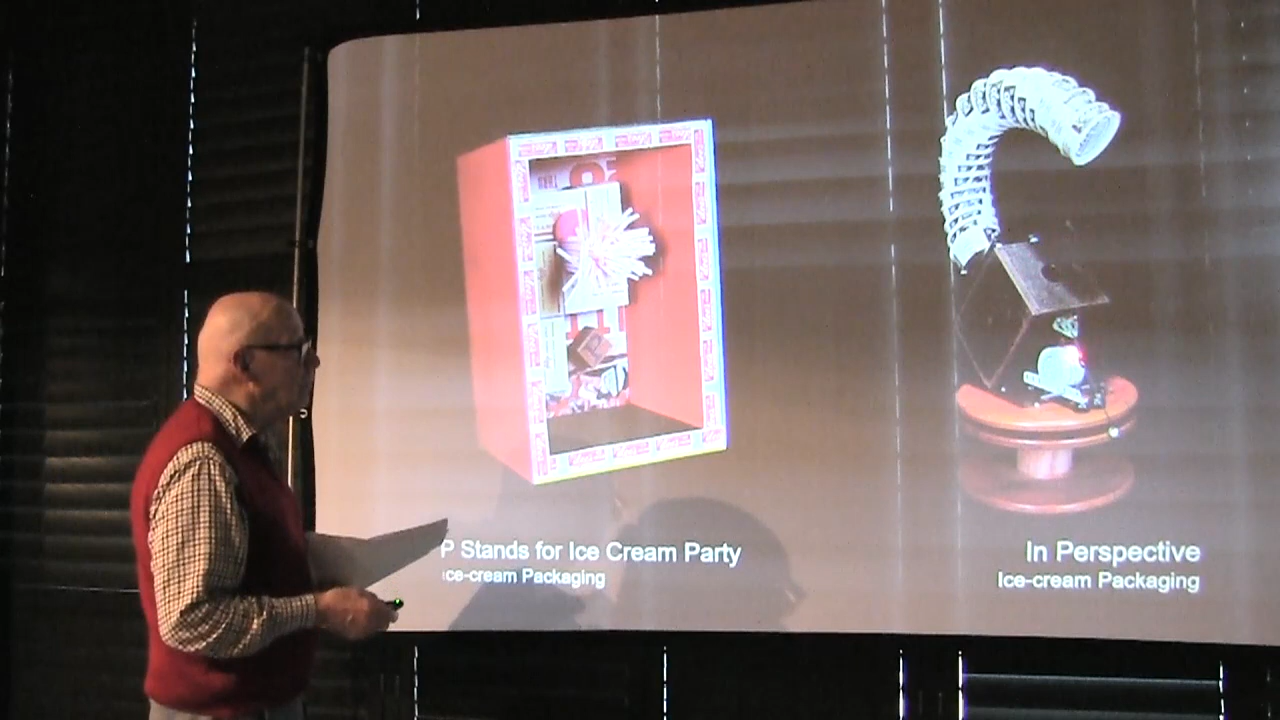 P Stands for Ice Cream Party
ce-cream Packaging
In Perspective
Ice-cream Packaging